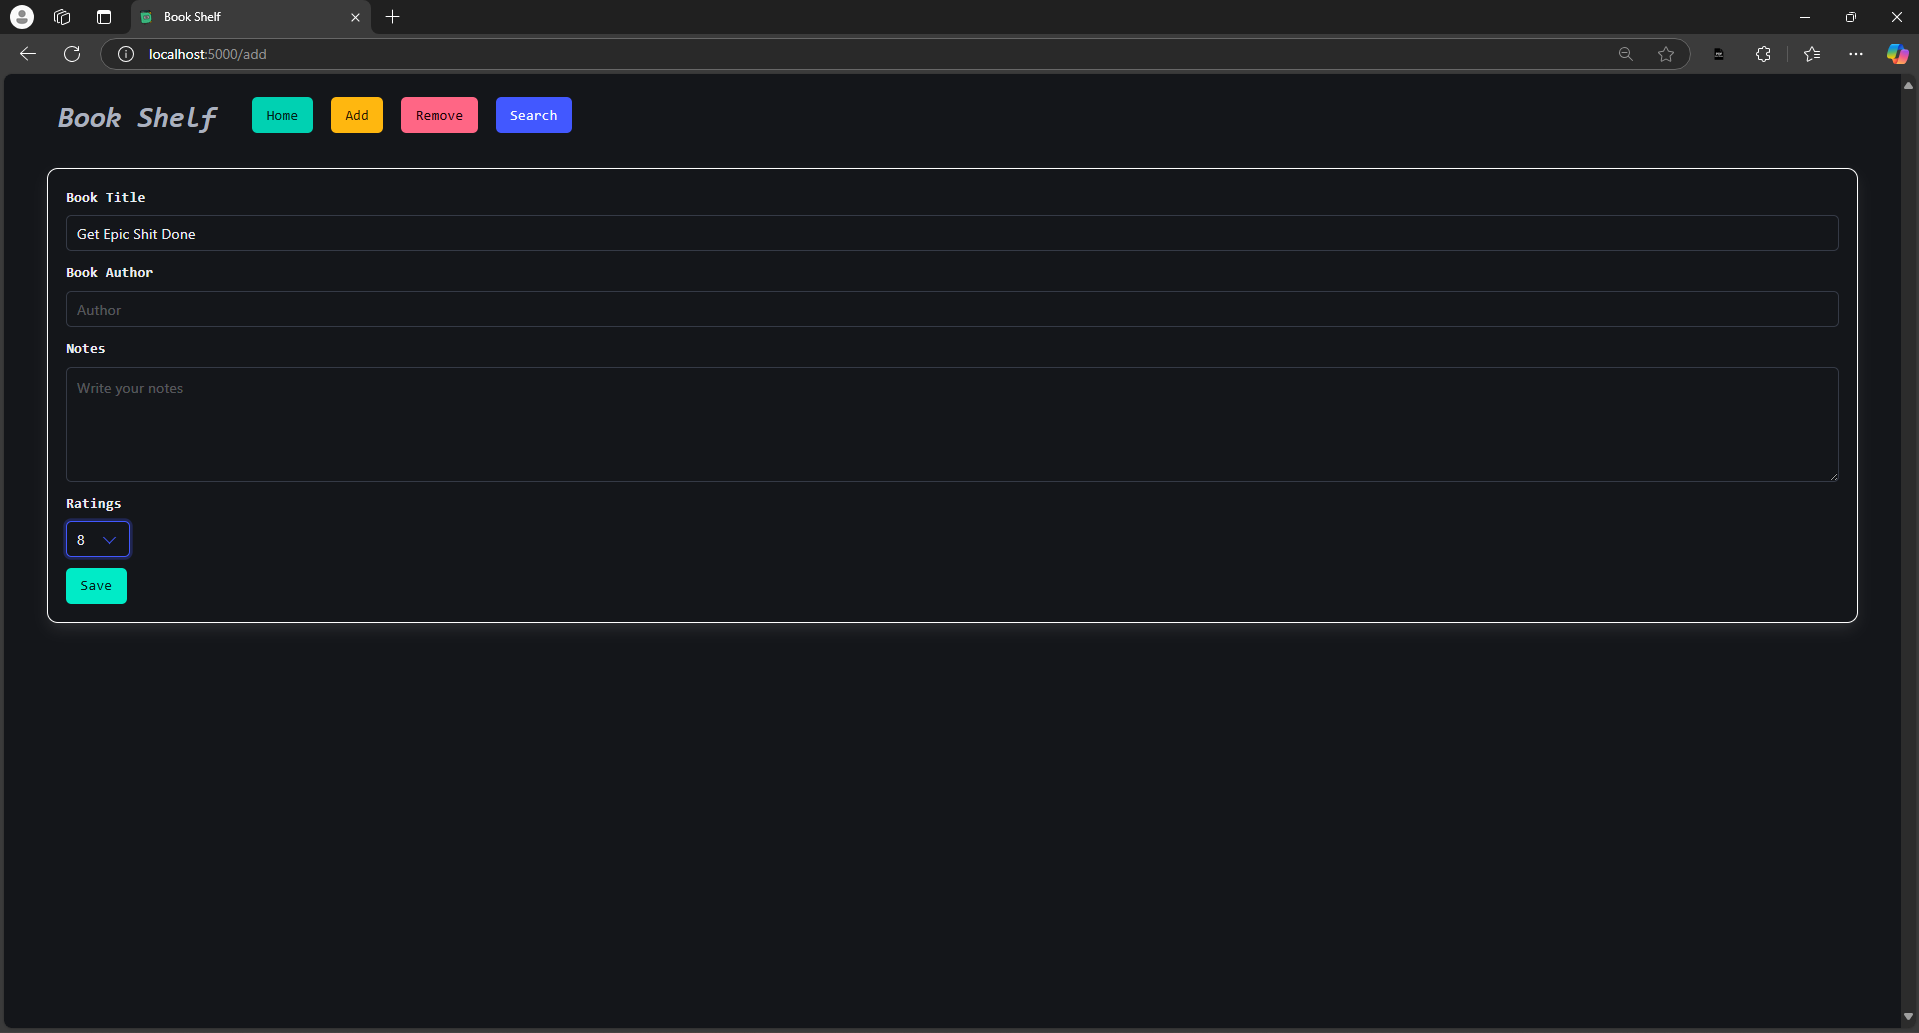 Book Shelf
localhost:5000/add
Book Shelf Home Add Remove Search
Book Title
Get Epic Shit Done
Book Author
Author
Notes
Write your notes
Ratings
8
Save